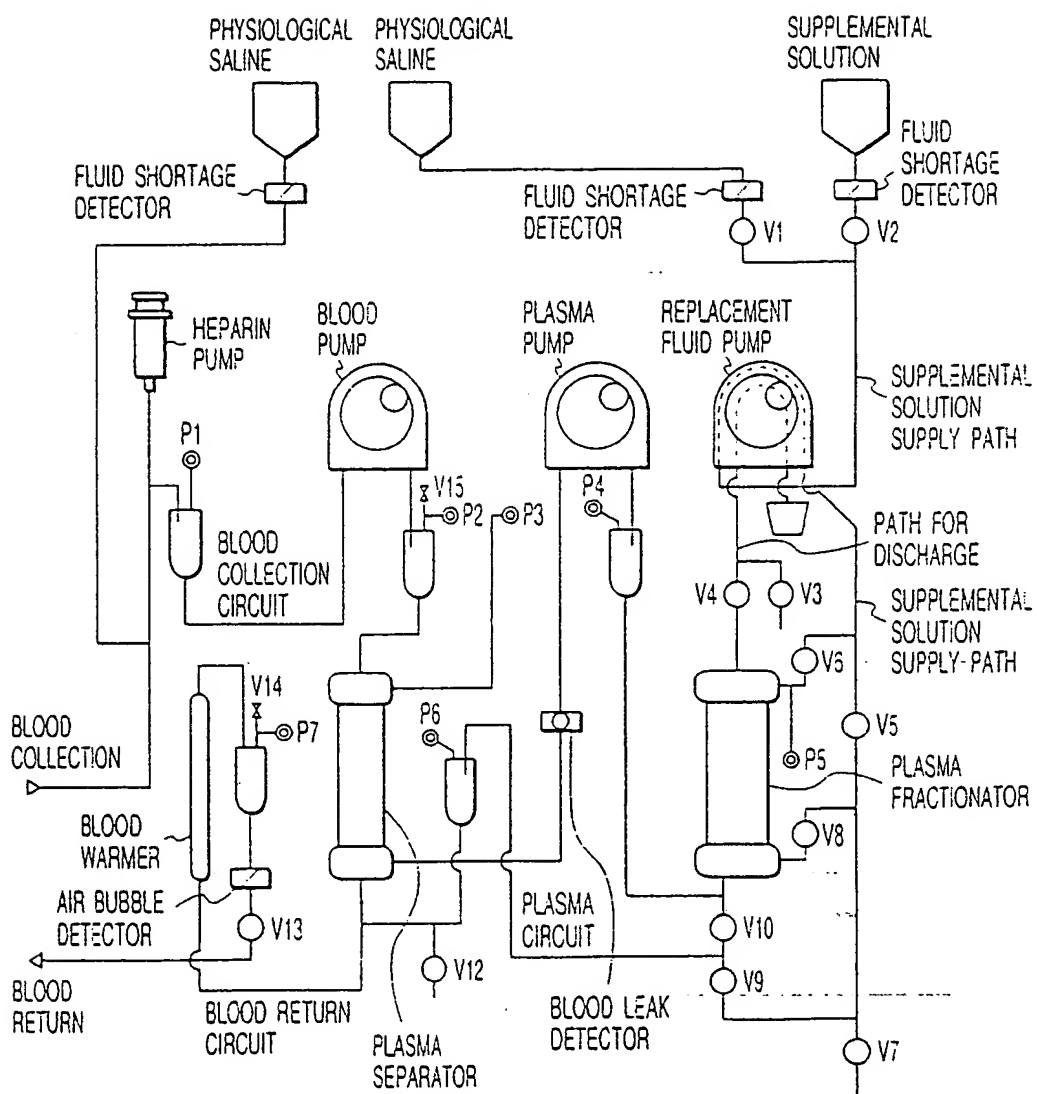 PHYSIOLOGICAL
SALINE
PHYSIOLOGICAL
SALINE
SUPPLEMENTAL
SOLUTION
FLUID SHORTAGE
DETECTOR
FLUID SHORTAGE
DETECTOR
FLUID
SHORTAGE
DETECTOR
V1
V2
HEPARIN
PUMP
BLOOD
PUMP
PLASMA
PUMP
REPLACEMENT
FLUID PUMP
SUPPLEMENTAL
SOLUTION
SUPPLY PATH
P1
V15
P2
P3
P4
BLOOD
COLLECTION
CIRCUIT
PATH FOR
DISCHARGE
V4
V3
SUPPLEMENTAL
SOLUTION
SUPPLY-PATH
V6
V14
P7
P6
P5
V5
BLOOD
COLLECTION
PLASMA
FRACTIONATOR
BLOOD
WARMER
V8
AIR BUBBLE
DETECTOR
V13
PLASMA
CIRCUIT
V10
V12
V9
BLOOD
RETURN
BLOOD RETURN
CIRCUIT
PLASMA
SEPARATOR
BLOOD LEAK
DETECTOR
V7